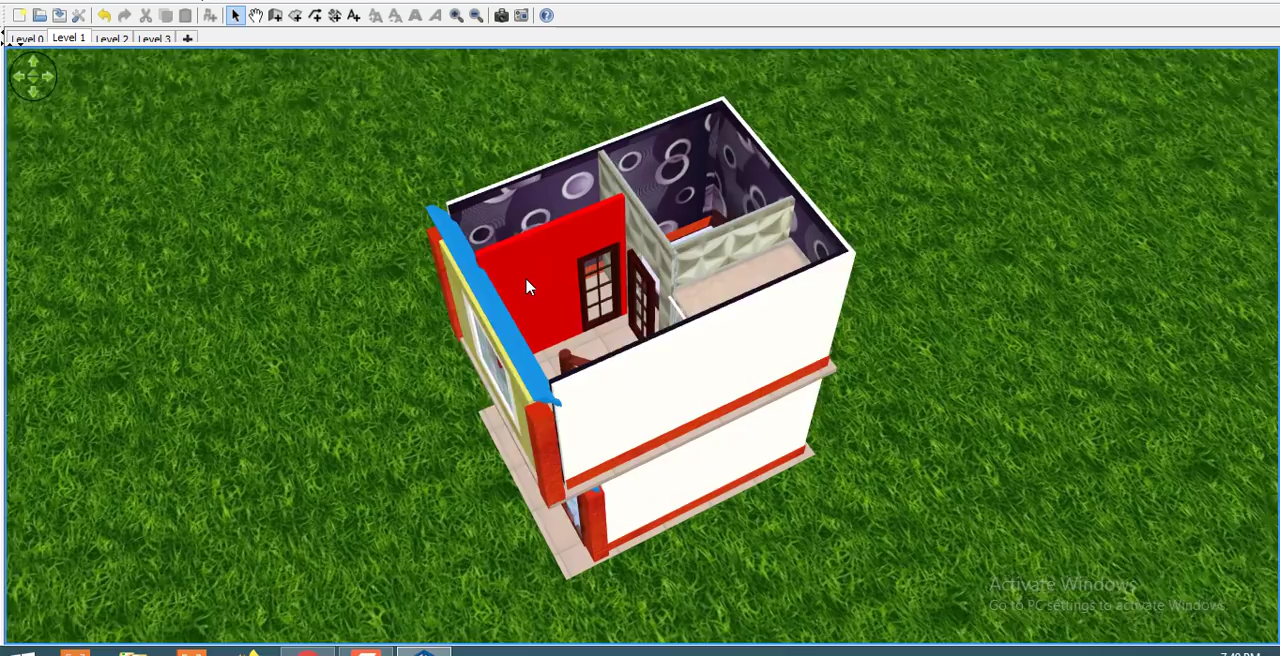 Level 0 Level 1 Level 2 Level 3
Activate Windows
Go to PC settings to activate Windows.